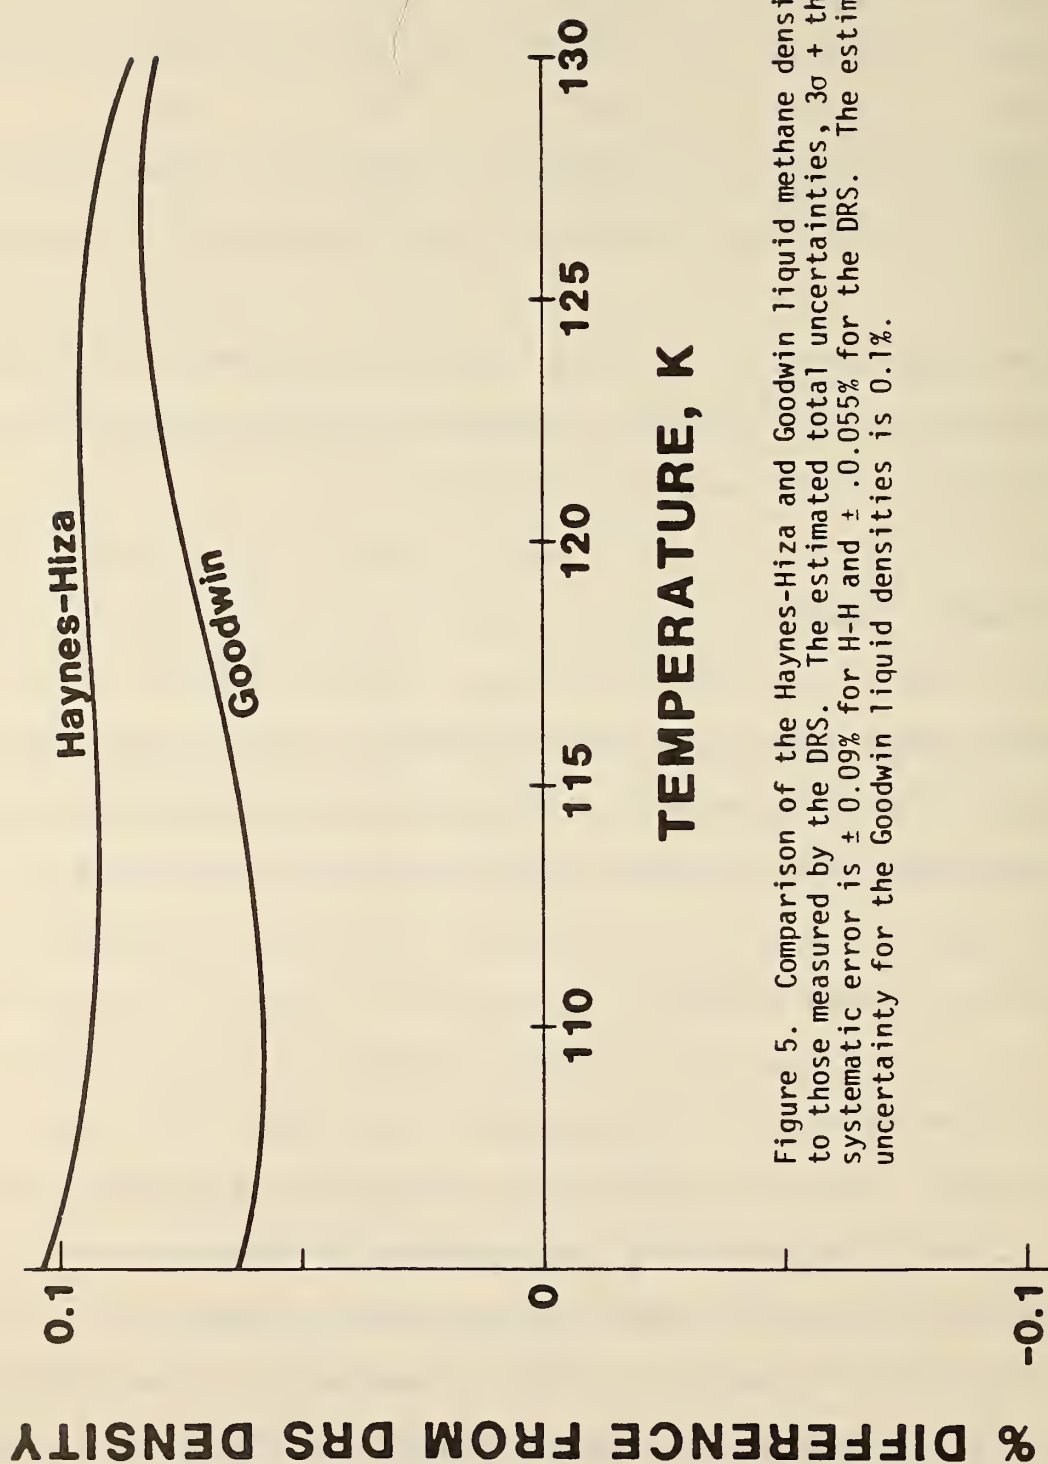 % DIFFERENCE FROM DRS DENSITY
0.1
0
-0.1
Haynes-Hiza
Goodwin
110
115
120
125
130
TEMPERATURE, K
Figure 5. Comparison of the Haynes-Hiza and Goodwin liquid methane densi
to those measured by the DRS. The estimated total uncertainties, 3σ + th
systematic error is ± 0.09% for H-H and ± .0.055% for the DRS. The estim
uncertainty for the Goodwin liquid densities is 0.1%.